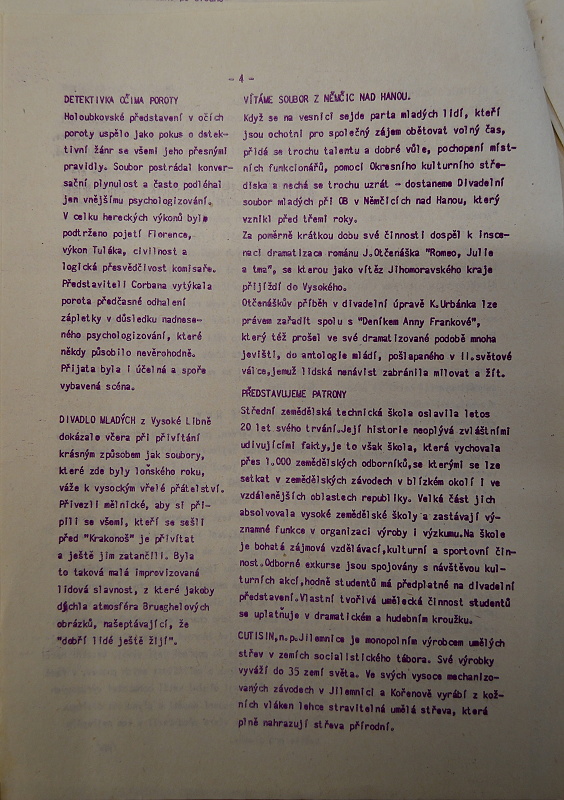 - 4 -
DETEKTIVKA OČIMA POROTY
Holoubkovské představení v očích
poroty uspělo jako pokus o detek-
tivní žánr se všemi jeho přesnými
pravidly. Soubor postrádal konver-
sační plynulost a často podléhal
jen vnějšímu psychologizování.
V celku hereckých výkonů byle
podtrženo pojetí Florence,
výkon Tuláka, civilnost a
logická přesvědčivost komisaře.
Představiteli Corbana vytýkala
porota předčasné odhalení
zápletky v důsledku nadnese-
ného psychologizování, které
někdy působilo nevěrohodně.
Přijata byla i účelná a spoře
vybavená scéna.
DIVADLO MLADÝCH z Vysoké Libně
dokázalo včera při přivítání
krásným způsobem jak soubory,
které zde byly loňského roku,
váže k vysockým vřelé přátelství.
Přivezli mělnické, aby si při-
pili se všemi, kteří se sešli
před "Krakonoš" je přivítat
a ještě jim zatančili. Byla
to taková malá improvizovaná
lidová slavnost, z které jakoby
dýchla atmosféra Brueghelových
obrázků, našeptávající, že
"dobří lidé ještě žijí".
VÍTÁME SOUBOR Z NĚMČIC NAD HANOU.
Když se na vesnici sejde parta mladých lidí, kteří
jsou ochotni pro společný zájem obětovat volný čas,
přidá se trochu talentu a dobré vůle, pochopení míst-
ních funkcionářů, pomoci Okresního kulturního stře-
diska a nechá se trochu uzrát - dostaneme Divadelní
soubor mladých při OB v Němčicích nad Hanou, který
vznikl před třemi roky.
Za poměrně krátkou dobu své činnosti dospěl k insce-
naci dramatizace románu J.Otčenáška "Romeo, Julie
a tma", se kterou jako vítěz Jihomoravského kraje
přijíždí do Vysokého.
Otčenáškův příběh v divadelní úpravě K.Urbánka lze
právem zařadit spolu s "Deníkem Anny Frankové",
který též prošel ve své dramatizované podobě mnoha
jevišti, do antologie mládí, pošlapaného v II.světové
válce,jemuž lidská nenávist zabránila milovat a žít.
PŘEDSTAVUJEME PATRONY
Střední zemědělská technická škola oslavila letos
20 let svého trvání.Její historie neoplývá zvláštními
udivujícími fakty,je to však škola, která vychovala
přes 1.000 zemědělských odborníků,se kterými se lze
setkat v zemědělských závodech v blízkém okolí i ve
vzdálenějších oblastech republiky. Velká část jich
absolvovala vysoké zemědělské školy a zastávají vý-
znamné funkce v organizaci výroby i výzkumu.Na škole
je bohatá zájmová vzdělávací,kulturní a sportovní čin-
nost.Odborné exkurse jsou spojovány s návštěvou kul-
turních akcí,hodně studentů má předplatné na divadelní
představení.Vlastní tvořivá umělecká činnost studentů
se uplatňuje v dramatickém a hudebním kroužku.
CUTISIN,n.p.Jilemnice je monopolním výrobcem umělých
střev v zemích socialistického tábora. Své výrobky
vyváží do 35 zemí světa. Ve svých vysoce mechanizo-
vaných závodech v Jilemnici a Kořenově vyrábí z kož-
ních vláken lehce stravitelná umělá střeva, která
plně nahrazují střeva přírodní.